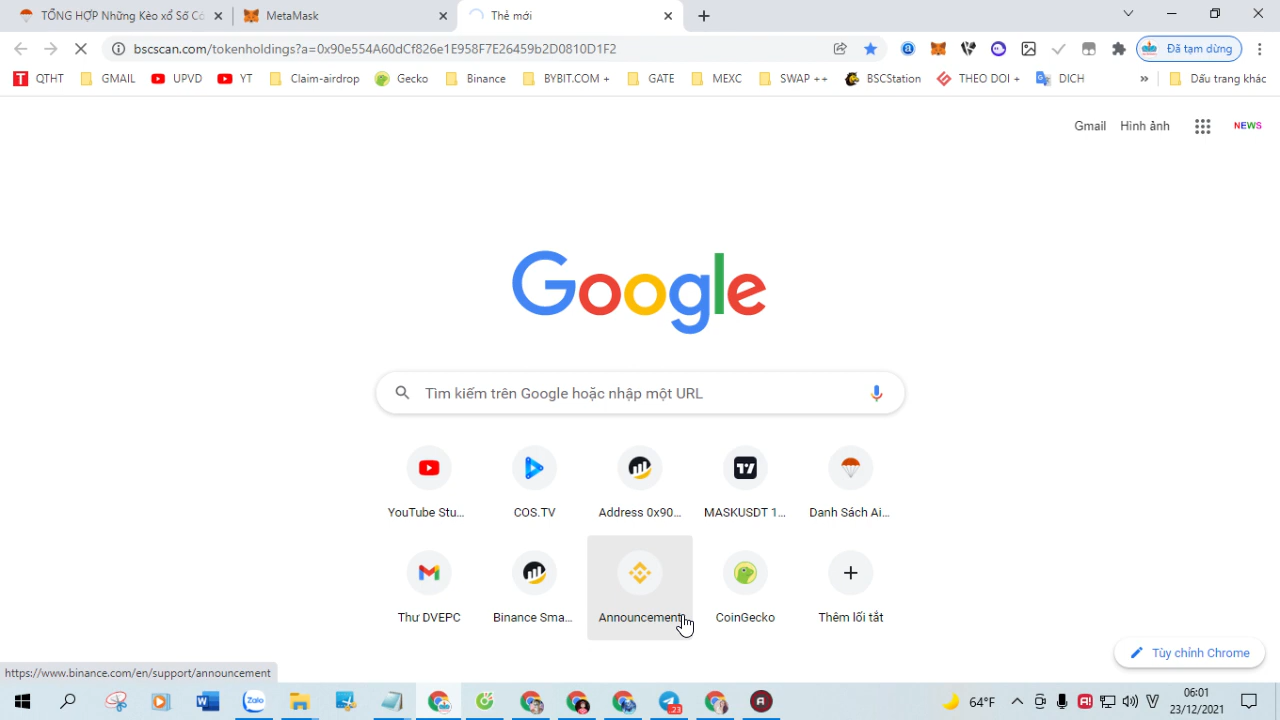 TỔNG HỢP Những Kèo xổ Số Có
MetaMask
Thẻ mới
bscscan.com/tokenholdings?a=0x90e554A60dCf826e1E958F7E26459b2D0810D1F2
Đã tạm dừng
QTHT
GMAIL
UPVD
YT
Claim-airdrop
Gecko
Binance
BYBIT.COM +
GATE
MEXC
SWAP ++
BSCStation
THEO DOI +
DICH
»
Dấu trang khác
Gmail
Hình ảnh
NEWS
Google
Tìm kiếm trên Google hoặc nhập một URL
YouTube Stu...
COS.TV
Address 0x90...
MASKUSDT 1...
Danh Sách Ai...
Thư DVEPC
Binance Sma...
Announcement
CoinGecko
Thêm lối tắt
Tùy chỉnh Chrome
https://www.binance.com/en/support/announcement
Zalo
23
64°F
06:01
23/12/2021